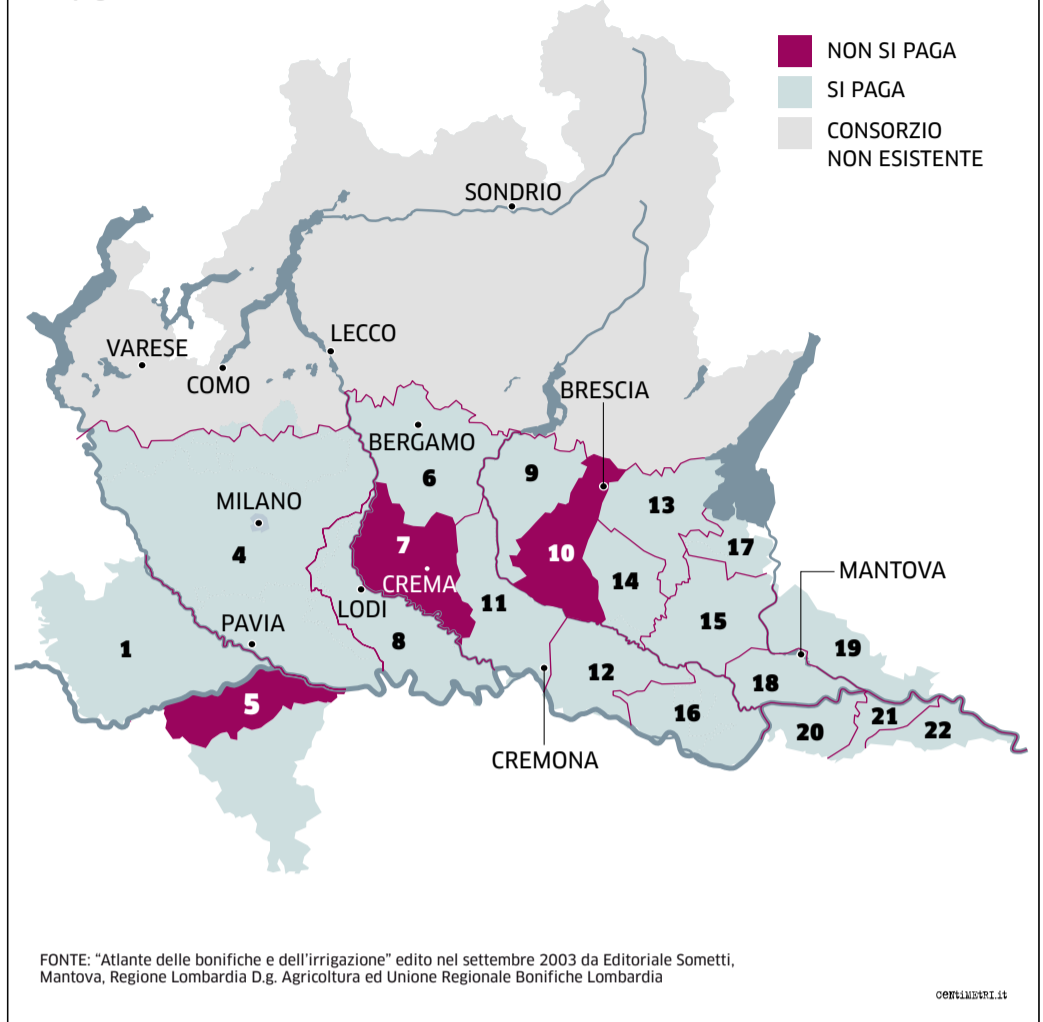 NON SI PAGA
SI PAGA
CONSORZIO
NON ESISTENTE
SONDRIO
LECCO
VARESE
COMO
BRESCIA
BERGAMO
6
9
13
MILANO
4
7
10
17
CREMA
14
MANTOVA
LODI
11
15
PAVIA
1
8
19
12
18
5
16
21
20
22
CREMONA
FONTE: “Atlante delle bonifiche e dell’irrigazione” edito nel settembre 2003 da Editoriale Sometti,
Mantova, Regione Lombardia D.g. Agricoltura ed Unione Regionale Bonifiche Lombardia
CENTIMETRI.it